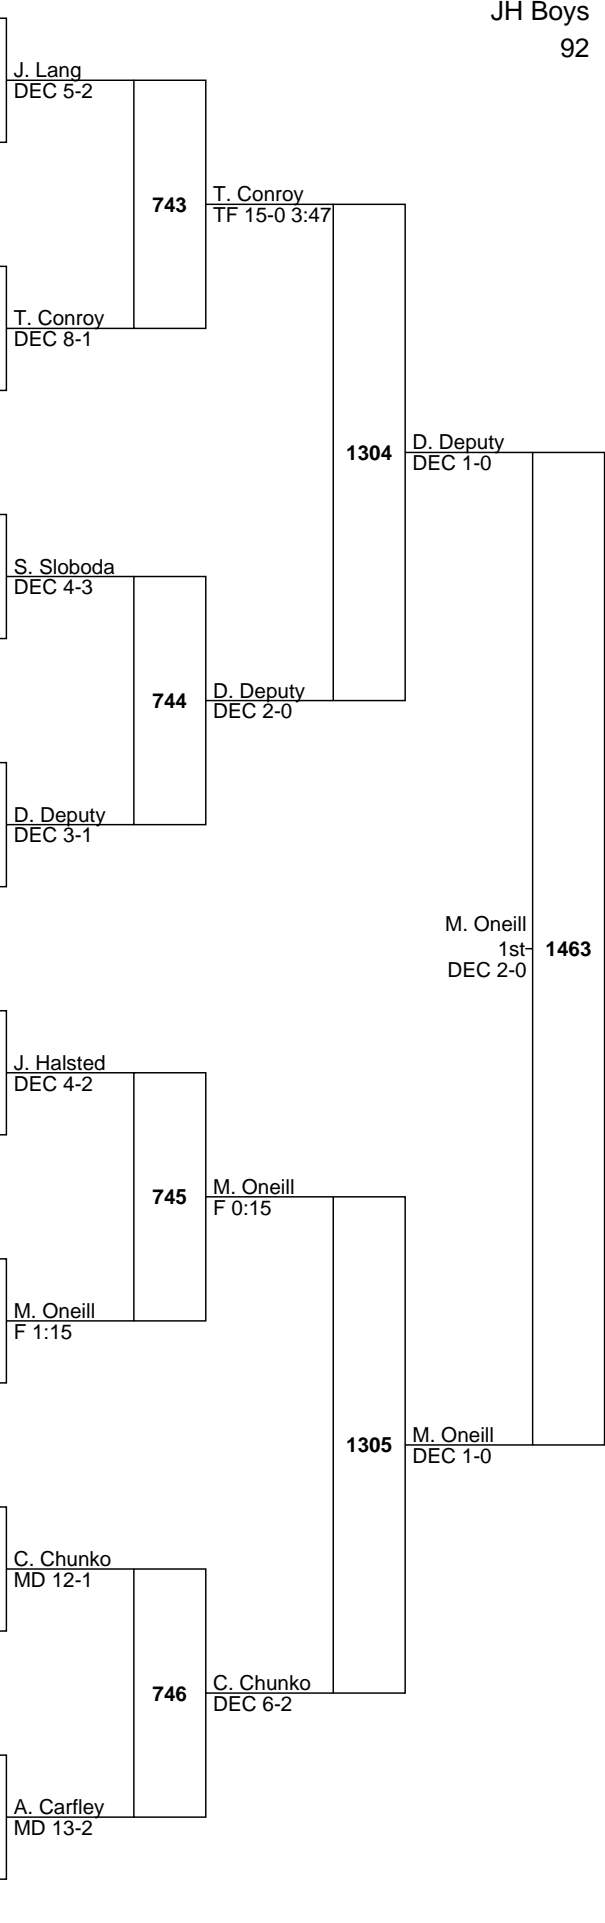 JH Boys
92
J. Lang
DEC 5-2
743
T. Conroy
TF 15-0 3:47
T. Conroy
DEC 8-1
1304
D. Deputy
DEC 1-0
S. Sloboda
DEC 4-3
744
D. Deputy
DEC 2-0
D. Deputy
DEC 3-1
M. Oneill
1st
DEC 2-0
1463
J. Halsted
DEC 4-2
745
M. Oneill
F 0:15
M. Oneill
F 1:15
1305
M. Oneill
DEC 1-0
C. Chunko
MD 12-1
746
C. Chunko
DEC 6-2
A. Carfley
MD 13-2